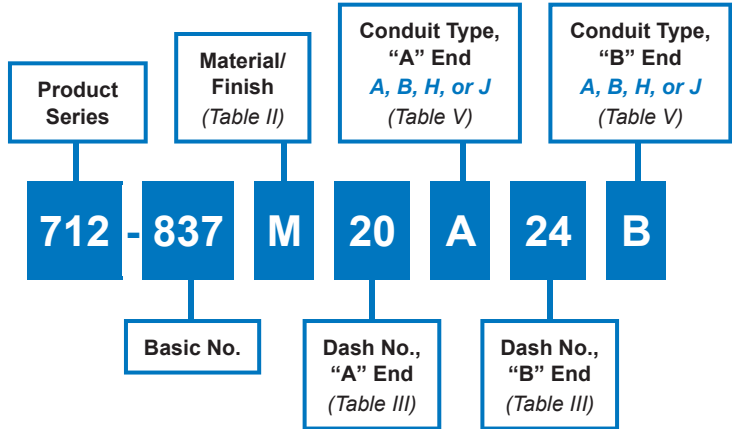 Product
Series
Material/
Finish
(Table II)
Conduit Type,
“A” End
A, B, H, or J
(Table V)
Conduit Type,
“B” End
A, B, H, or J
(Table V)
712 - 837 M 20 A 24 B
Basic No.
Dash No.,
“A” End
(Table III)
Dash No.,
“B” End
(Table III)